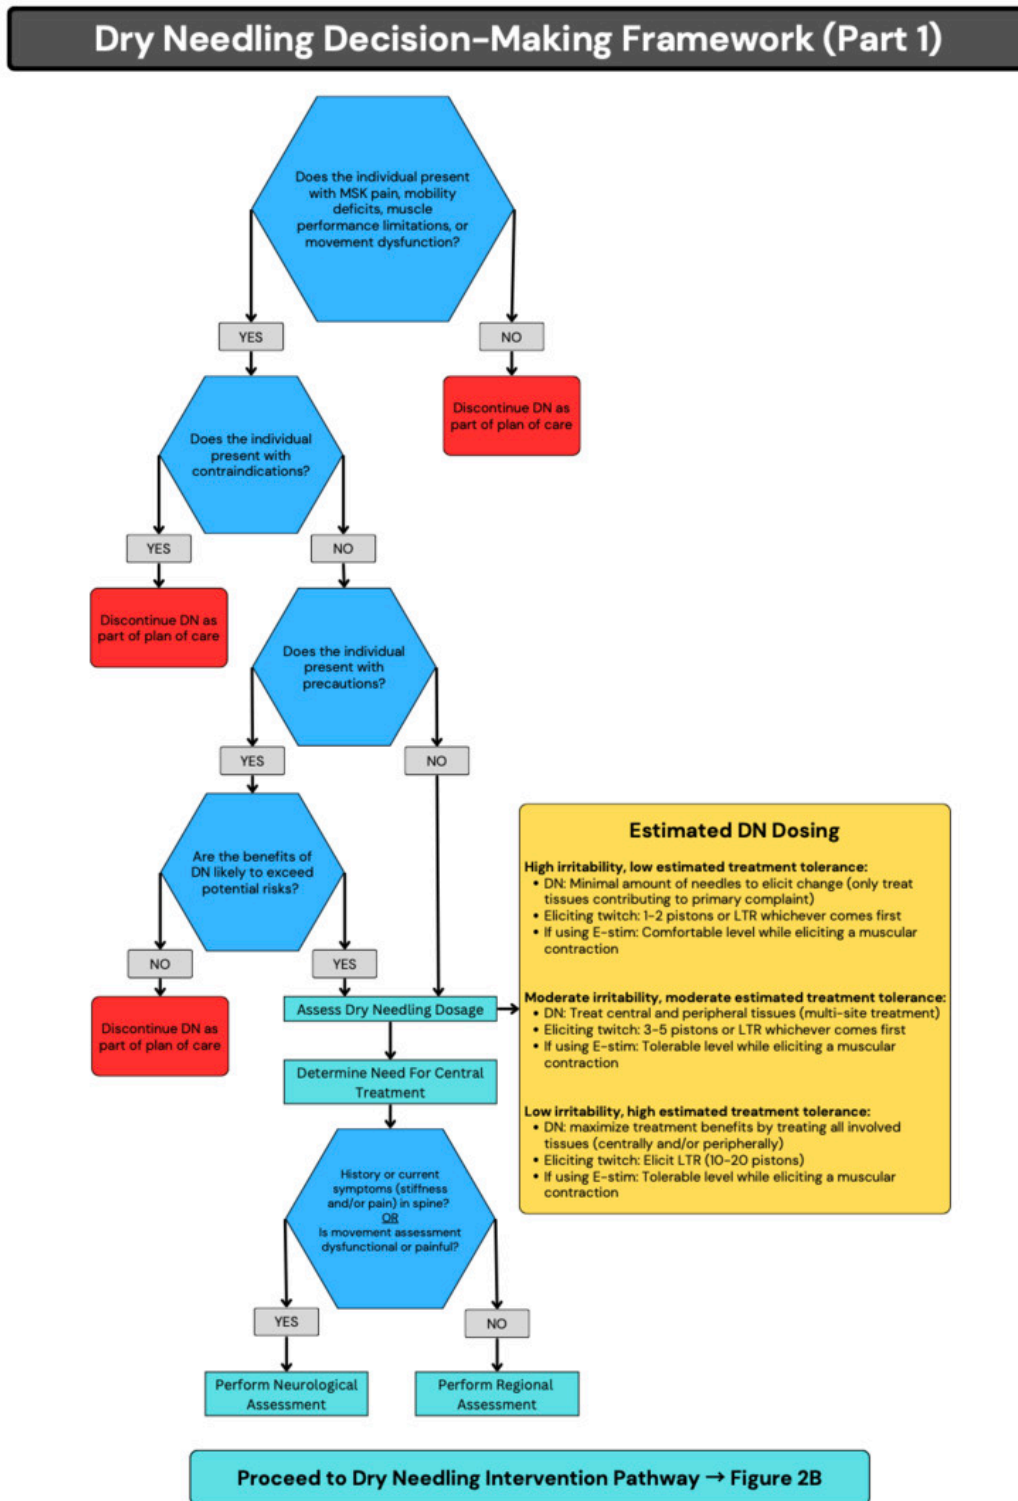 Dry Needling Decision-Making Framework (Part 1)
Does the individual present
with MSK pain, mobility
deficits, muscle
performance limitations, or
movement dysfunction?
YES
NO
Discontinue DN as
part of plan of care
Does the individual
present with
contraindications?
YES
NO
Discontinue DN as
part of plan of care
Does the individual
present with
precautions?
YES
NO
Are the benefits of
DN likely to exceed
potential risks?
NO
YES
Discontinue DN as
part of plan of care
Assess Dry Needling Dosage
Estimated DN Dosing
High irritability, low estimated treatment tolerance:
• DN: Minimal amount of needles to elicit change (only treat
tissues contributing to primary complaint)
• Eliciting twitch: 1-2 pistons or LTR whichever comes first
• If using E-stim: Comfortable level while eliciting a muscular
contraction
Moderate irritability, moderate estimated treatment tolerance:
• DN: Treat central and peripheral tissues (multi-site treatment)
• Eliciting twitch: 3-5 pistons or LTR whichever comes first
• If using E-stim: Tolerable level while eliciting a muscular
contraction
Low irritability, high estimated treatment tolerance:
• DN: maximize treatment benefits by treating all involved
tissues (centrally and/or peripherally)
• Eliciting twitch: Elicit LTR (10-20 pistons)
• If using E-stim: Tolerable level while eliciting a muscular
contraction
Determine Need For Central
Treatment
History or current
symptoms (stiffness
and/or pain) in spine?
OR
Is movement assessment
dysfunctional or painful?
YES
NO
Perform Neurological
Assessment
Perform Regional
Assessment
Proceed to Dry Needling Intervention Pathway → Figure 2B